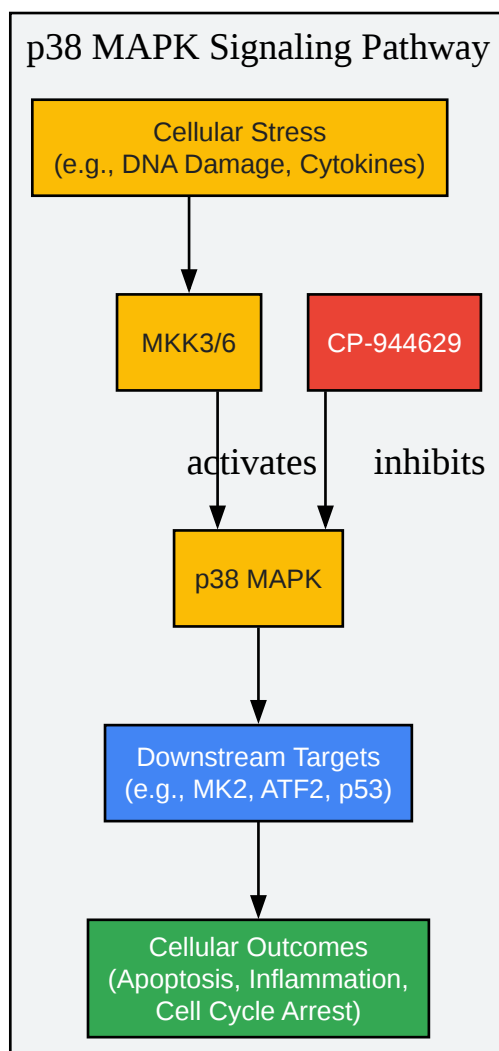 p38 MAPK Signaling Pathway
Cellular Stress
(e.g., DNA Damage, Cytokines)
MKK3/6
CP-944629
activates
inhibits
p38 MAPK
Downstream Targets
(e.g., MK2, ATF2, p53)
Cellular Outcomes
(Apoptosis, Inflammation,
Cell Cycle Arrest)